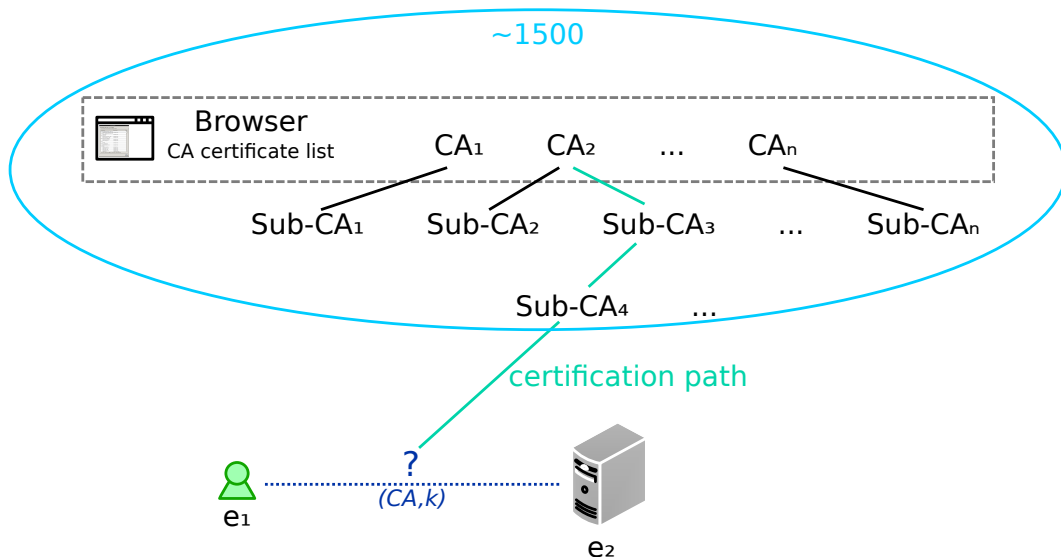 ~1500
Browser
CA certificate list
CA₁ CA₂ ... CAₙ
Sub-CA₁ Sub-CA₂ Sub-CA₃ ... Sub-CAₙ
Sub-CA₄ ...
certification path
?
(CA,k)
e₁
e₂